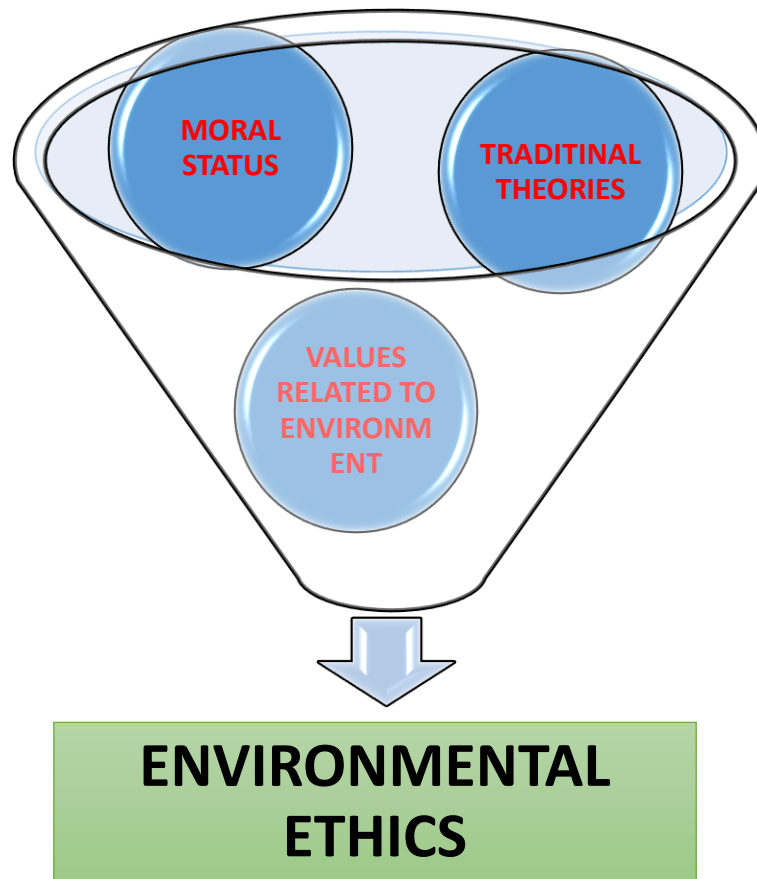 MORAL
STATUS
TRADITINAL
THEORIES
VALUES
RELATED TO
ENVIRONM
ENT
ENVIRONMENTAL
ETHICS